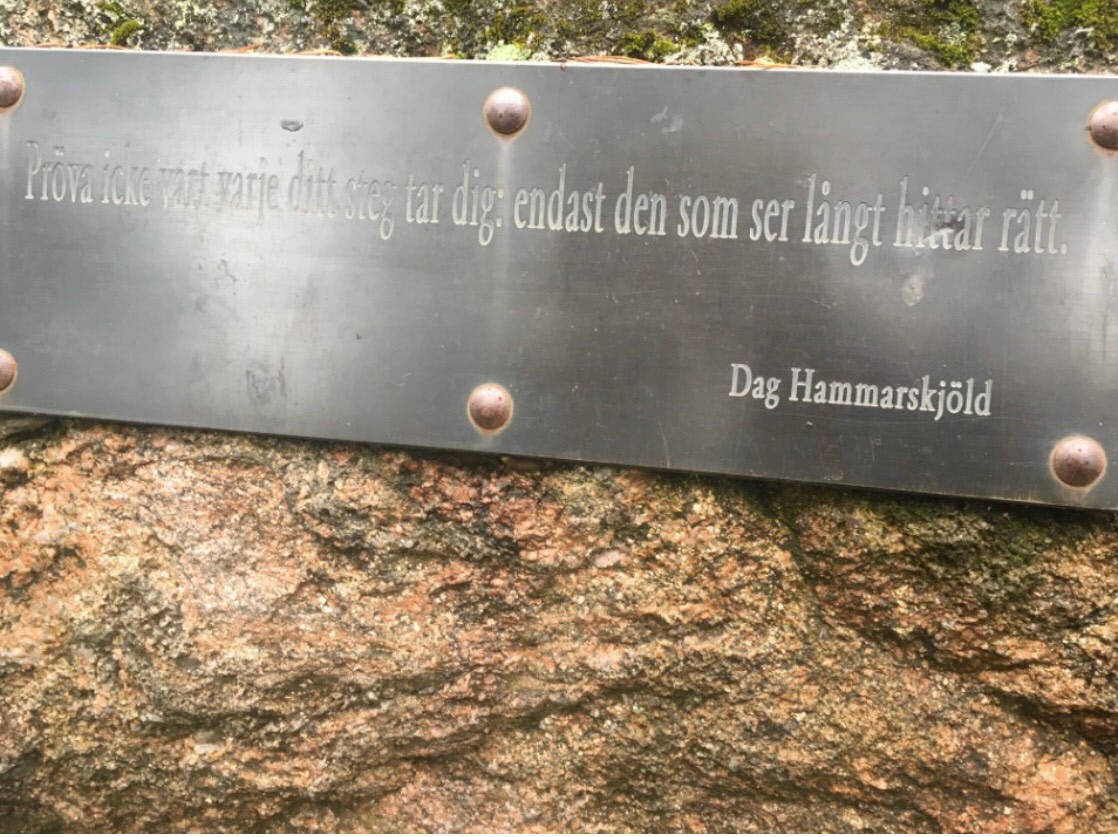 Pröva icke vart varje ditt steg tar dig: endast den som ser långt hittar rätt.
Dag Hammarskjöld